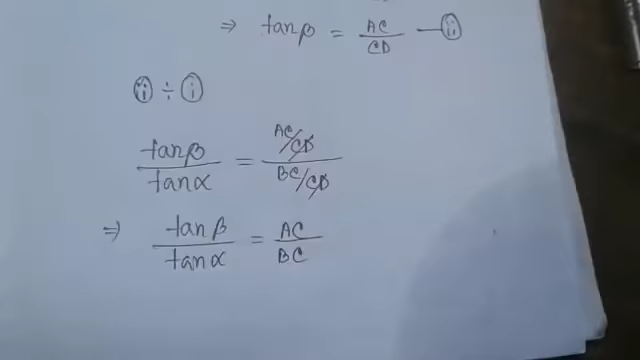 ⇒ tanβ = AC/CD —(ii)
(ii) ÷ (i)
tanβ/tanα = (AC/CD)/(BC/CD)
⇒ tanβ/tanα = AC/BC